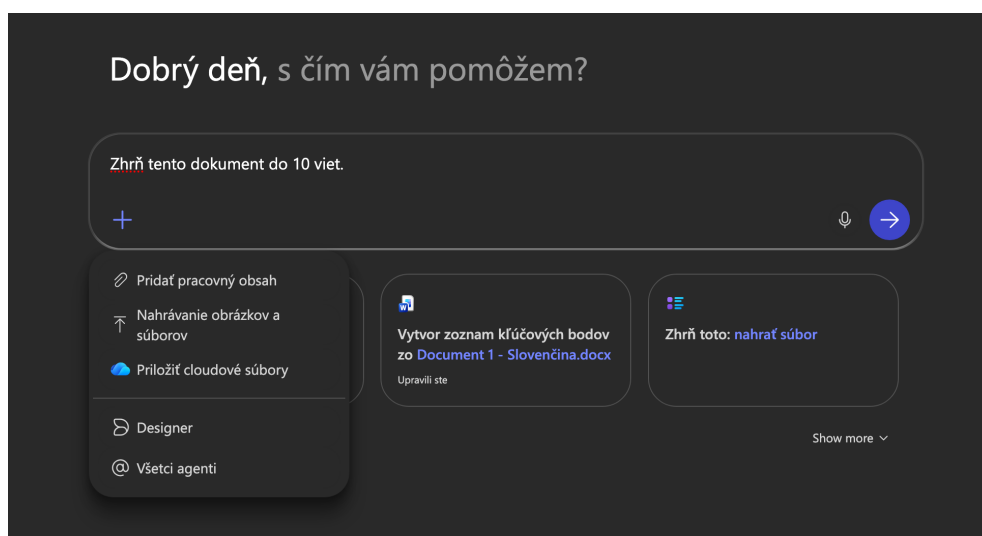 Dobrý deň, s čím vám pomôžem?
Zhrň tento dokument do 10 viet.
Pridať pracovný obsah
Nahrávanie obrázkov a
súborov
Priložiť cloudové súbory
Designer
Všetci agenti
Vytvor zoznam kľúčových bodov
zo Document 1 - Slovenčina.docx
Upravili ste
Zhrň toto: nahrať súbor
Show more